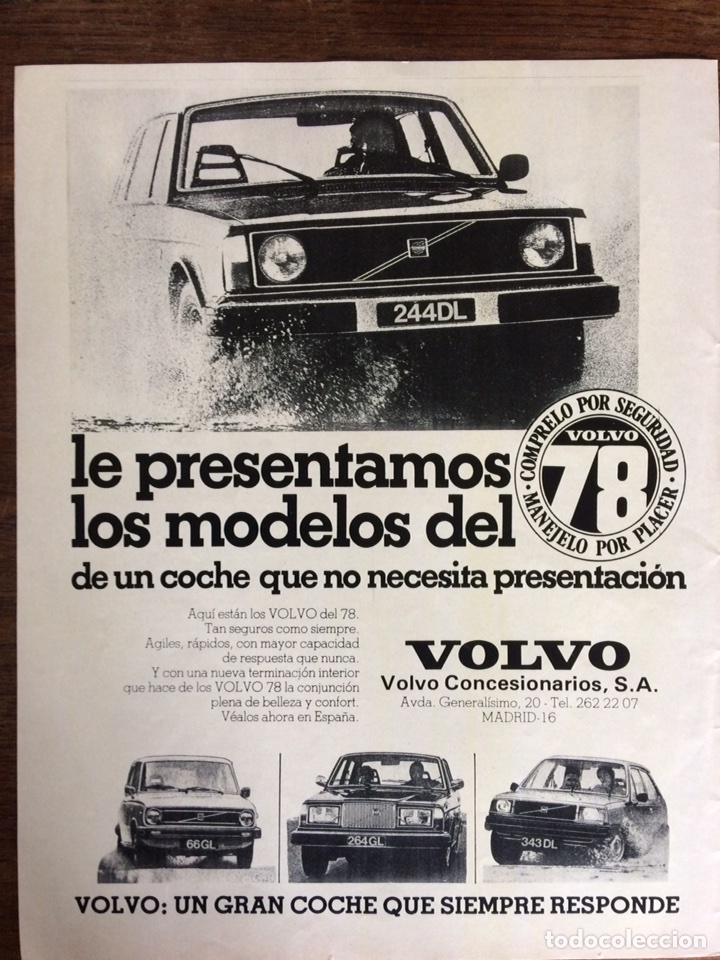 244DL
le presentamos
los modelos del
COMPRELO POR SEGURIDAD
VOLVO
78
MANEJELO POR PLACER
de un coche que no necesita presentación
Aquí están los VOLVO del 78.
Tan seguros como siempre.
Agiles, rápidos, con mayor capacidad
de respuesta que nunca.
Y con una nueva terminación interior
que hace de los VOLVO 78 la conjunción
plena de belleza y confort.
Véalos ahora en España.
VOLVO
Volvo Concesionarios, S.A.
Avda. Generalísimo, 20 - Tel. 262 22 07
MADRID-16
66GL
264GL
343DL
VOLVO: UN GRAN COCHE QUE SIEMPRE RESPONDE
todocoleccion